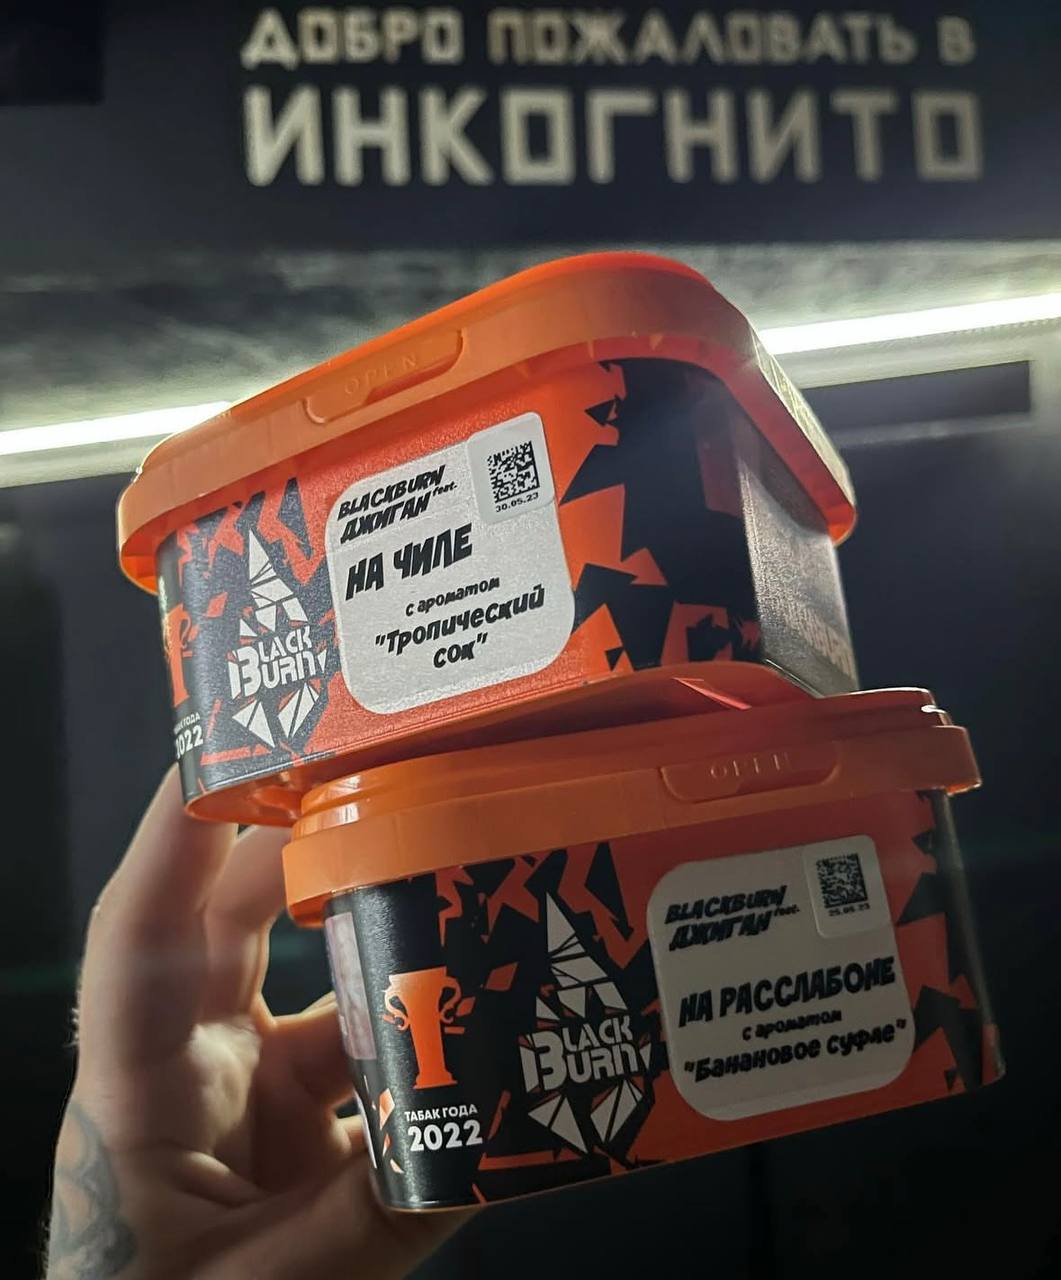 ДОБРО ПОЖАЛОВАТЬ В
ИНКОГНИТО
OPEN
BLACKBURN
ДЖИГАН feat.
30.05.23
НА ЧИЛЕ
с ароматом
"Тропический
сок"
BLACK
BURN
2022
OPEN
BLACKBURN
ДЖИГАН feat.
НА РАССЛАБОНЕ
с ароматом
"Банановое суфле"
BLACK
BURN
ТАБАК ГОДА
2022